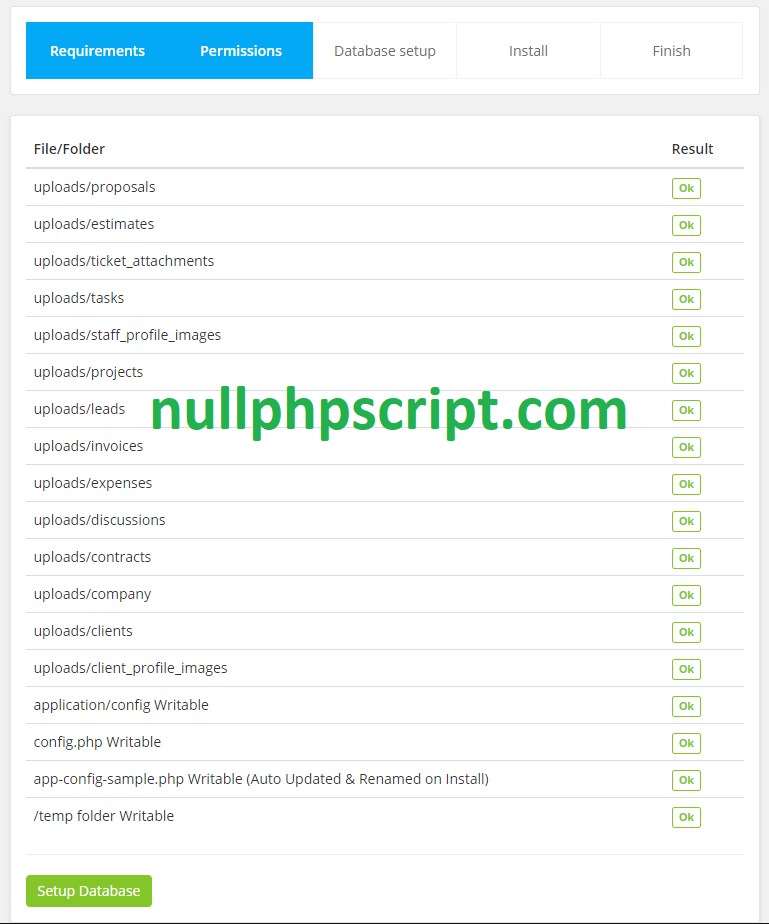 Requirements Permissions Database setup Install Finish
File/Folder Result
uploads/proposals Ok
uploads/estimates Ok
uploads/ticket_attachments Ok
uploads/tasks Ok
uploads/staff_profile_images Ok
uploads/projects Ok
uploads/leads Ok
nullphpscript.com
uploads/invoices Ok
uploads/expenses Ok
uploads/discussions Ok
uploads/contracts Ok
uploads/company Ok
uploads/clients Ok
uploads/client_profile_images Ok
application/config Writable Ok
config.php Writable Ok
app-config-sample.php Writable (Auto Updated & Renamed on Install) Ok
/temp folder Writable Ok
Setup Database